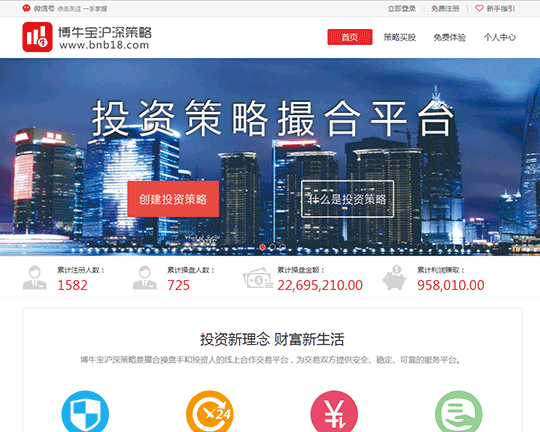 微信号 点击关注 一手掌握
立即登录 | 免费注册 | 新手指引
博牛宝沪深策略
www.bnb18.com
首页 策略买股 免费体验 个人中心
投资策略撮合平台
创建投资策略 什么是投资策略
累计注册人数： 累计操盘人数： 累计操盘金额： 累计利润赚取：
1582 725 22,695,210.00 958,010.00
投资新理念 财富新生活
博牛宝沪深策略是撮合操盘手和投资人的线上合作交易平台，为交易双方提供安全、稳定、可靠的服务平台。
24